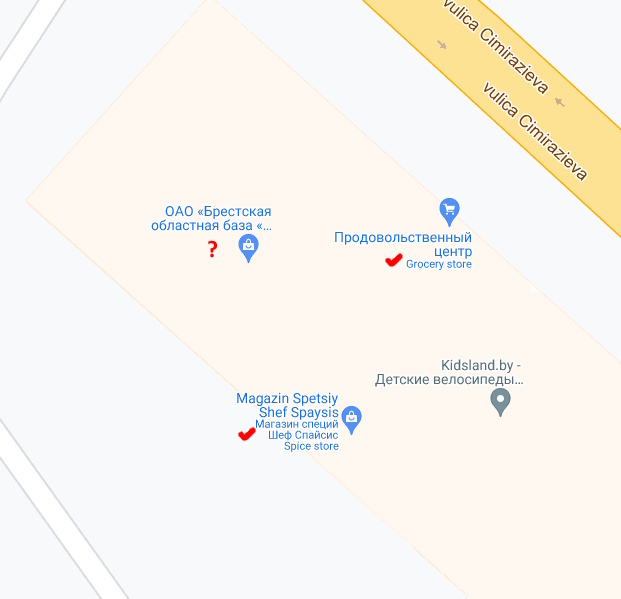 vulica Cimirazieva
vulica Cimirazieva
ОАО «Брестская
областная база «...
?
Продовольственный
центр
Grocery store
Kidsland.by -
Детские велосипеды...
Magazin Spetsiy
Shef Spaysis
Магазин специй
Шеф Спайсис
Spice store